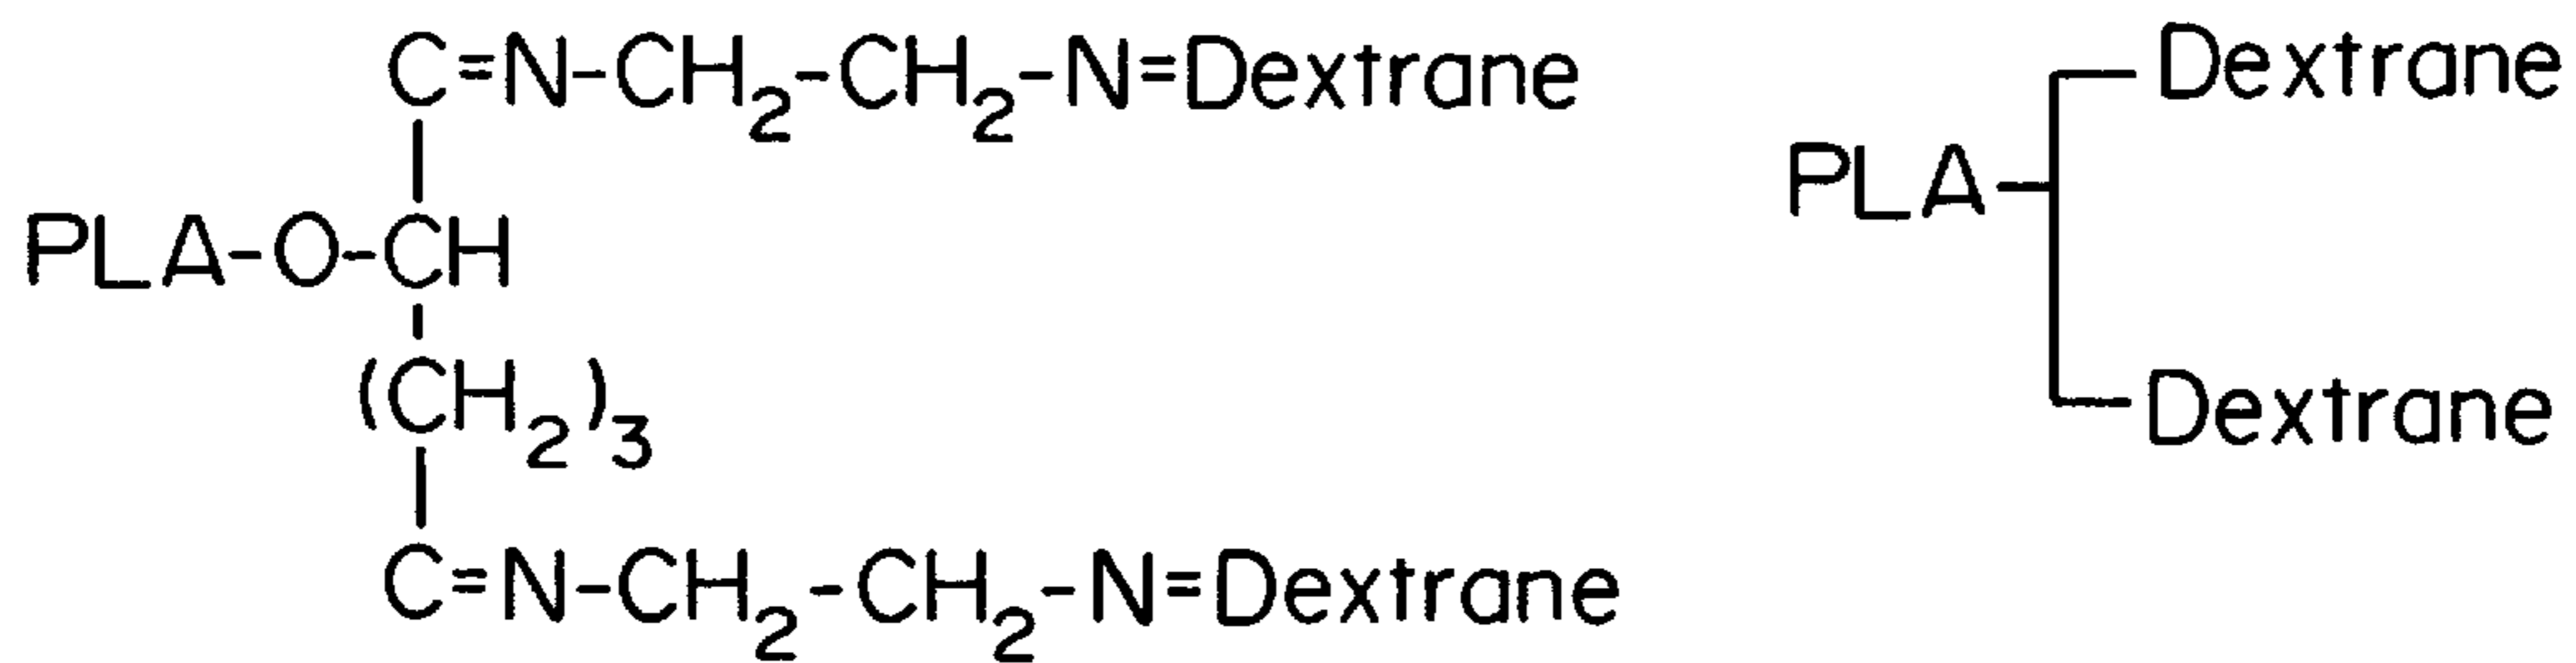 C=N-CH₂-CH₂-N=Dextrane
PLA-O-CH
(CH₂)₃
C=N-CH₂-CH₂-N=Dextrane
Dextrane
PLA
Dextrane